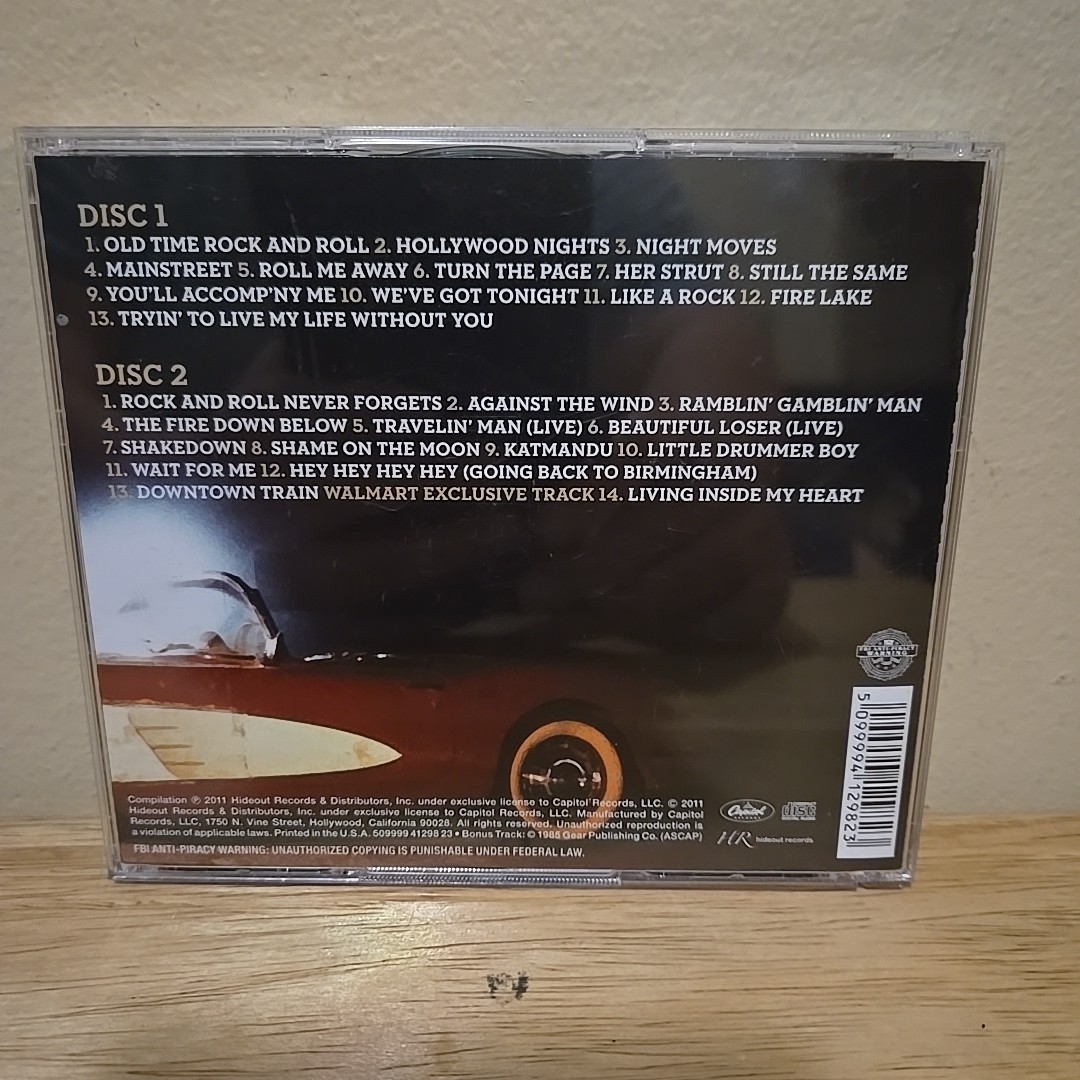 DISC 1
1. OLD TIME ROCK AND ROLL 2. HOLLYWOOD NIGHTS 3. NIGHT MOVES
4. MAINSTREET 5. ROLL ME AWAY 6. TURN THE PAGE 7. HER STRUT 8. STILL THE SAME
9. YOU'LL ACCOMP'NY ME 10. WE'VE GOT TONIGHT 11. LIKE A ROCK 12. FIRE LAKE
13. TRYIN' TO LIVE MY LIFE WITHOUT YOU
DISC 2
1. ROCK AND ROLL NEVER FORGETS 2. AGAINST THE WIND 3. RAMBLIN' GAMBLIN' MAN
4. THE FIRE DOWN BELOW 5. TRAVELIN' MAN (LIVE) 6. BEAUTIFUL LOSER (LIVE)
7. SHAKEDOWN 8. SHAME ON THE MOON 9. KATMANDU 10. LITTLE DRUMMER BOY
11. WAIT FOR ME 12. HEY HEY HEY HEY (GOING BACK TO BIRMINGHAM)
13. DOWNTOWN TRAIN WALMART EXCLUSIVE TRACK 14. LIVING INSIDE MY HEART
FBI ANTI-PIRACY
WARNING
5 099994 129823
Compilation ℗ 2011 Hideout Records & Distributors, Inc. under exclusive license to Capitol Records, LLC. © 2011
Hideout Records & Distributors, Inc. under exclusive license to Capitol Records, LLC. Manufactured by Capitol
Records, LLC, 1750 N. Vine Street, Hollywood, California 90028. All rights reserved. Unauthorized reproduction is
a violation of applicable laws. Printed in the U.S.A. 509999 41298 23 • Bonus Track: © 1985 Gear Publishing Co. (ASCAP)
FBI ANTI-PIRACY WARNING: UNAUTHORIZED COPYING IS PUNISHABLE UNDER FEDERAL LAW.
Capitol
RECORDS
disc
HR hideout records